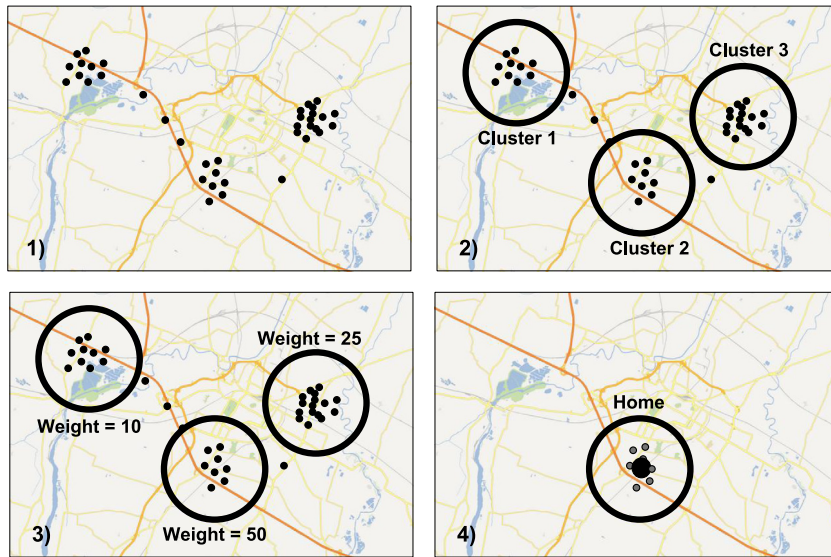 1)
Cluster 3
Cluster 1
Cluster 2
2)
Weight = 25
Weight = 10
Weight = 50
3)
Home
4)